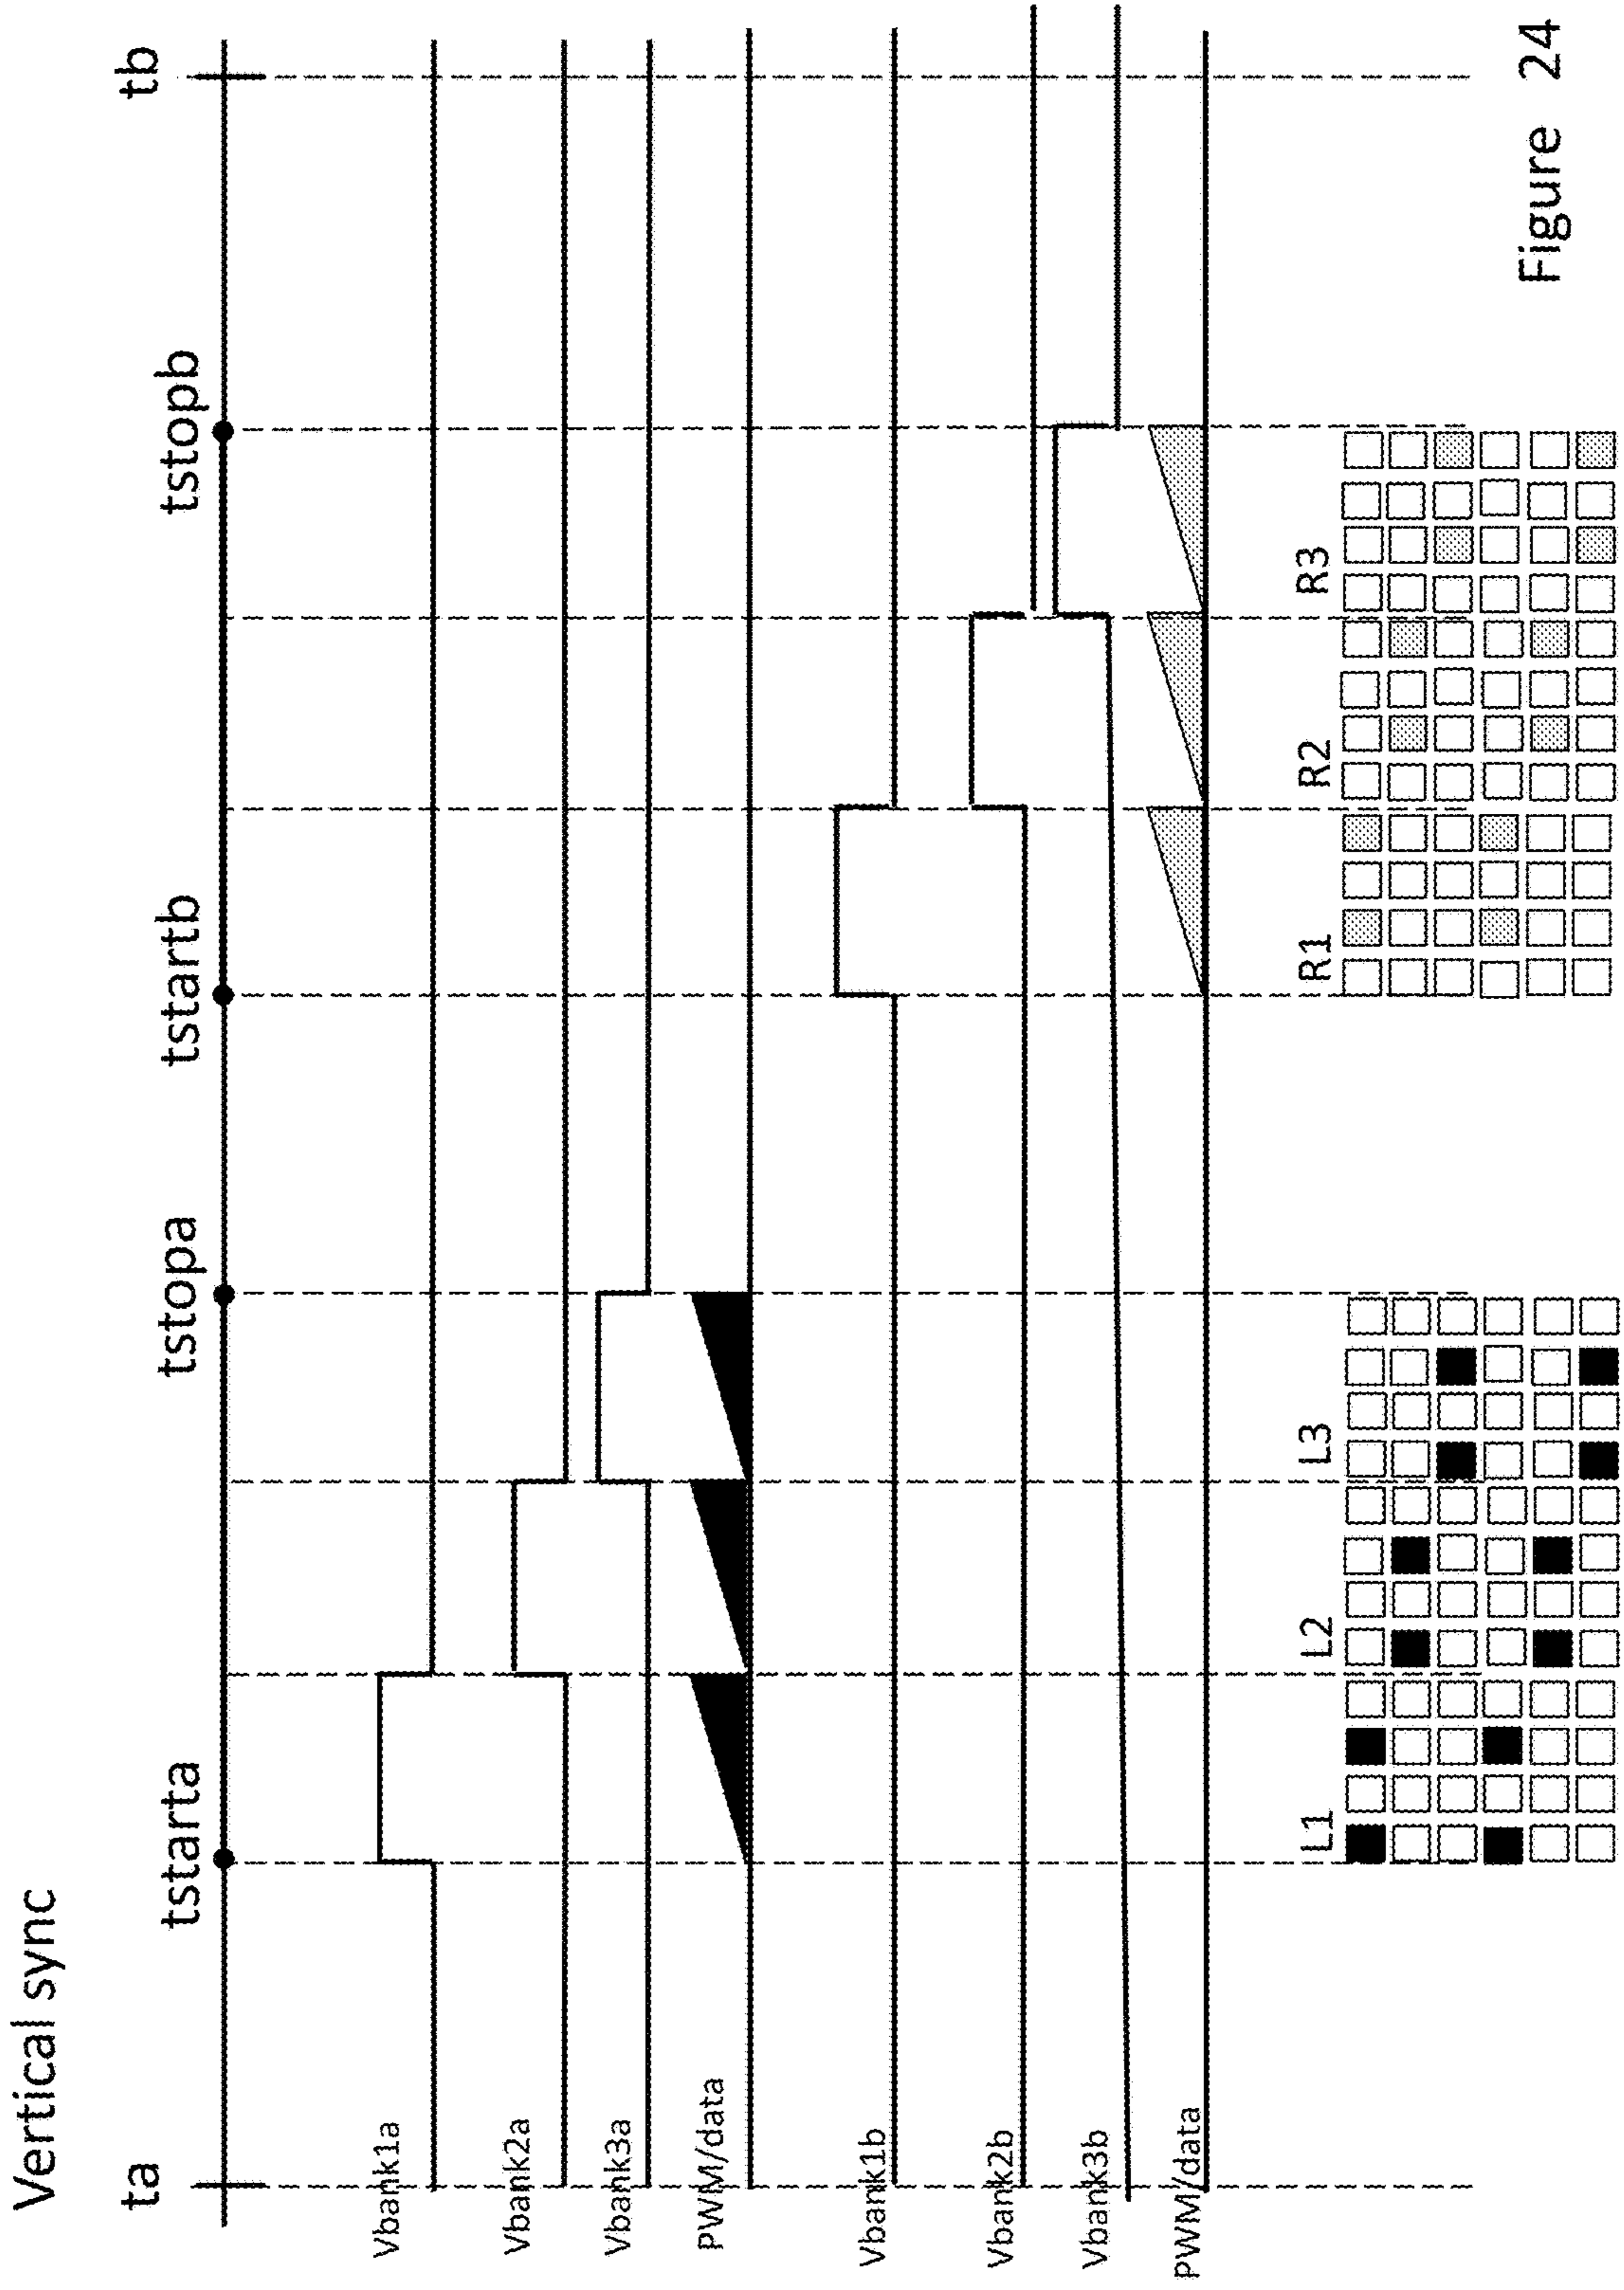 Vertical sync
ta
tstarta
tstopa
tstartb
tstopb
tb
Vbank1a
Vbank2a
Vbank3a
PWM/data
Vbank1b
Vbank2b
Vbank3b
PWM/data
L1
L2
L3
R1
R2
R3
Figure 24